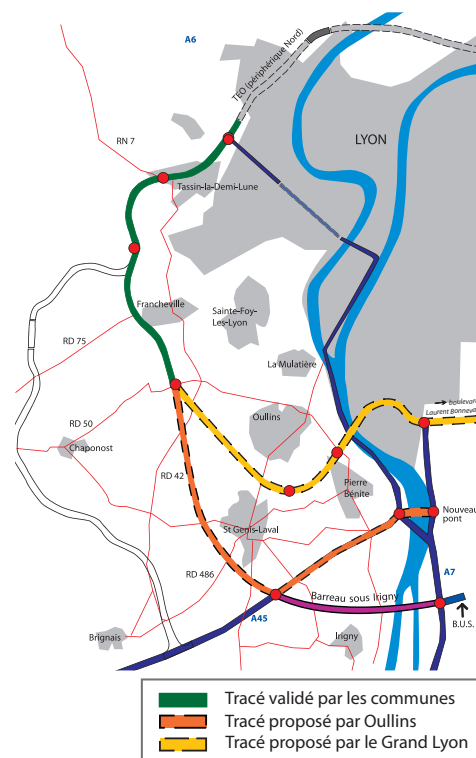 A6
TEO (périphérique Nord)
LYON
RN 7
Tassin-la-Demi-Lune
Francheville
Sainte-Foy-
Les-Lyon
RD 75
La Mulatière
boulevard
Laurent Bonnevay
RD 50
Oullins
Chaponost
RD 42
Pierre
Bénite
St Genis-Laval
Nouveau
pont
RD 486
A7
Barreau sous Irigny
B.U.S.
A45
Brignais
Irigny
Tracé validé par les communes
Tracé proposé par Oullins
Tracé proposé par le Grand Lyon